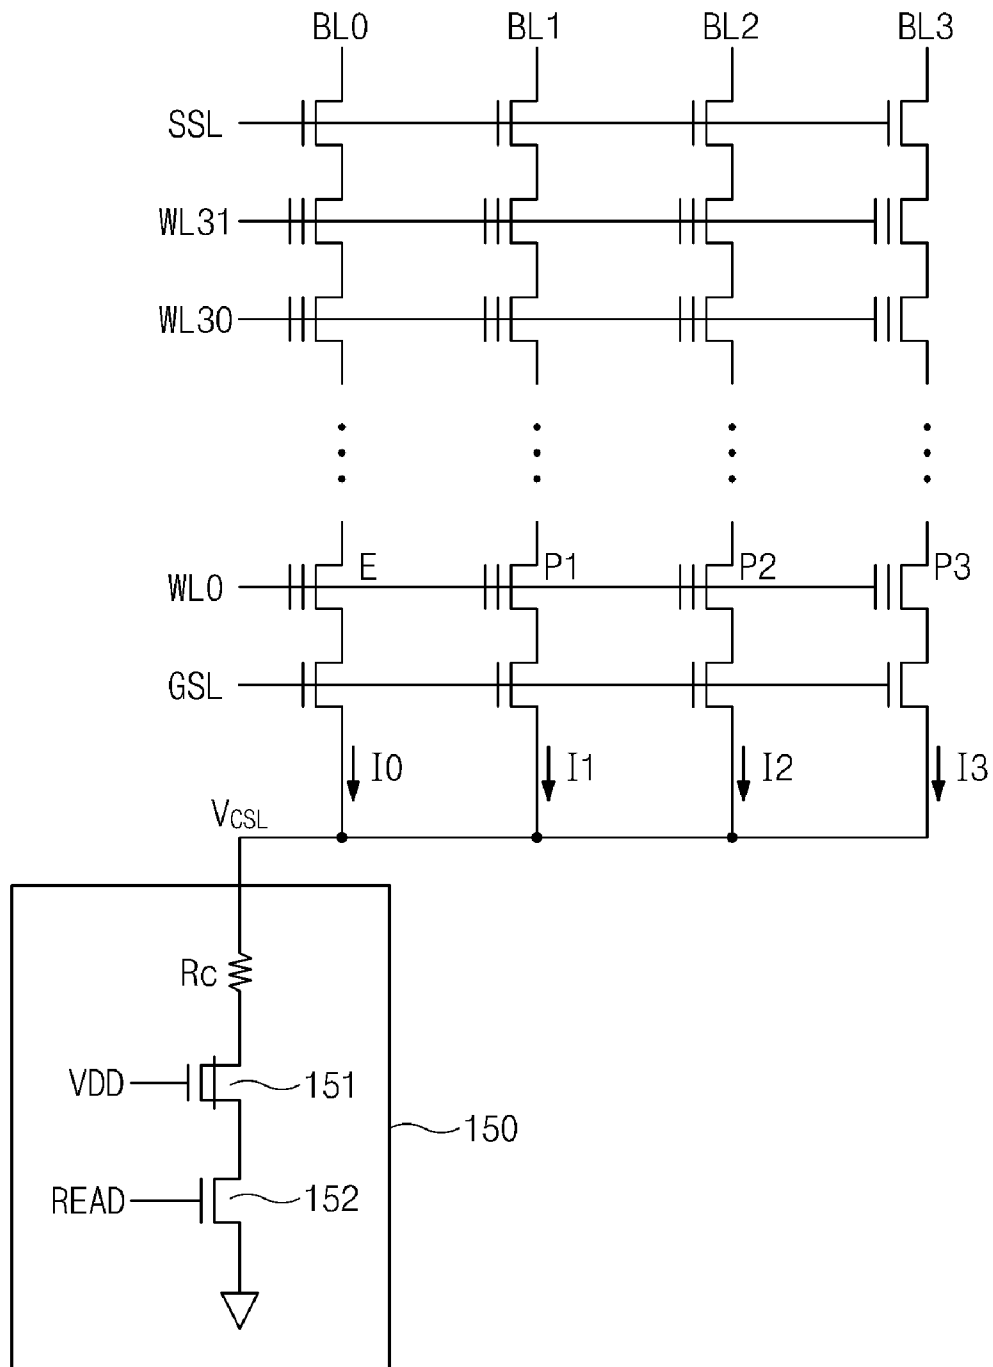 BL0 BL1 BL2 BL3
SSL
WL31
WL30
WL0 E P1 P2 P3
GSL
I0 I1 I2 I3
VCSL
Rc
VDD 151
150
READ 152